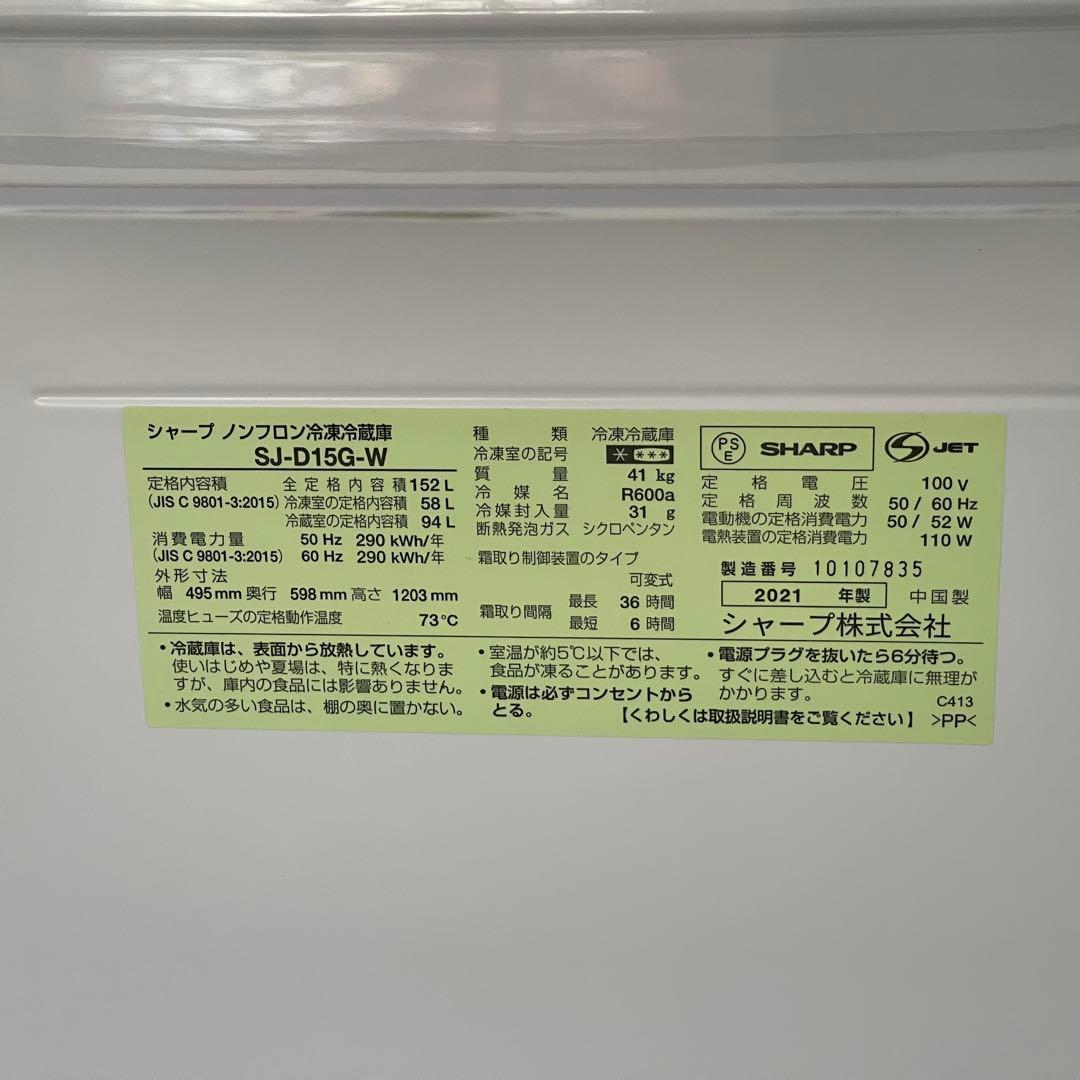 シャープ ノンフロン冷凍冷蔵庫
SJ-D15G-W
定格内容積 全定格内容積 152 L
(JIS C 9801-3:2015) 冷凍室の定格内容積 58 L
冷蔵室の定格内容積 94 L
消費電力量 50 Hz 290 kWh/年
(JIS C 9801-3:2015) 60 Hz 290 kWh/年
外形寸法
幅 495 mm 奥行 598 mm 高さ 1203 mm
温度ヒューズの定格動作温度 73℃
種類 冷凍冷蔵庫
冷凍室の記号 * ***
質量 41 kg
冷媒名 R600a
冷媒封入量 31 g
断熱発泡ガス シクロペンタン
霜取り制御装置のタイプ
可変式
霜取り間隔 最長 36 時間
最短 6 時間
PS E SHARP S JET
定格電圧 100 V
定格周波数 50 / 60 Hz
電動機の定格消費電力 50 / 52 W
電熱装置の定格消費電力 110 W
製造番号 10107835
2021 年製 中国製
シャープ株式会社
・冷蔵庫は、表面から放熱しています。
使いはじめや夏場は、特に熱くなりま
すが、庫内の食品には影響ありません。
・水気の多い食品は、棚の奥に置かない。
・室温が約5℃以下では、
食品が凍ることがあります。
・電源は必ずコンセントから
とる。
・電源プラグを抜いたら6分待つ。
すぐに差し込むと冷蔵庫に無理が
かかります。
C413
【くわしくは取扱説明書をご覧ください】 >PP<